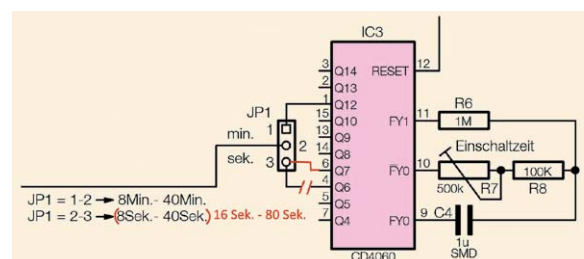 IC3
3 Q14 RESET 12
2 Q13
1 Q12
15 Q10 FY1 11
13 Q9
14 Q8
6 Q7 FY0 10
4 Q6
5 Q5
7 Q4 FY0 9
CD4060
JP1
min. 1
2
sek. 3
R6
1M
Einschaltzeit
500k R7
100K
R8
C4
1u
SMD
JP1 = 1-2 → 8Min.- 40Min.
JP1 = 2-3 → (8Sek.- 40Sek.) 16 Sek. - 80 Sek.